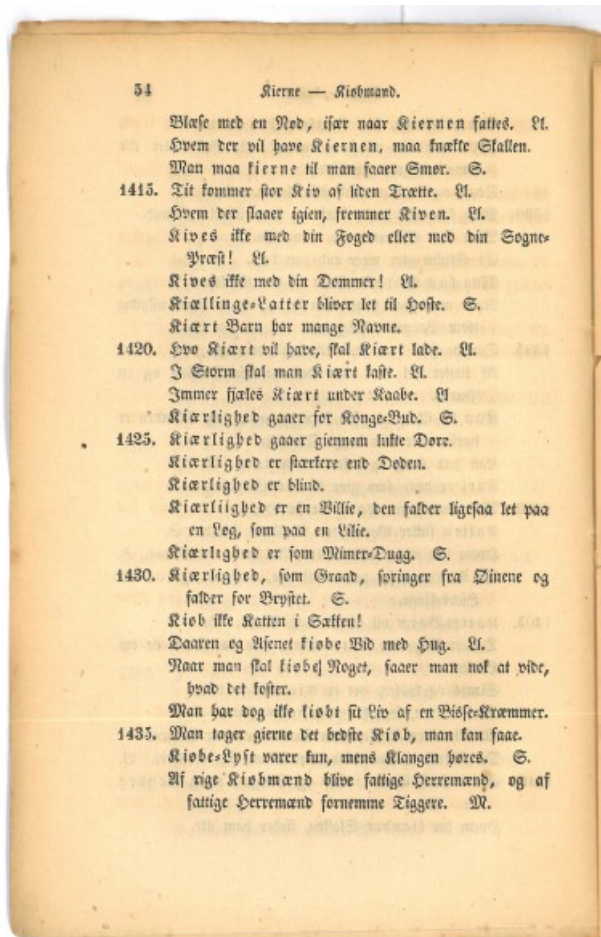 54 Kierne — Kiøbmand.
Blæse med en Nød, især naar Kiernen fattes. Ll.
Hvem der vil have Kiernen, maa knække Skallen.
Man maa kierne til man faaer Smør. S.
1415. Tit kommer stor Kiv af liden Trætte. Ll.
Hvem der slaaer igien, fremmer Kiven. Ll.
Kives ikke med din Foged eller med din Sogne-
Præst! Ll.
Kives ikke med din Dommer! Ll.
Kiællinge-Latter bliver let til Hoste. S.
Kiært Barn har mange Navne.
1420. Hvo Kiært vil have, skal Kiært lade. Ll.
I Storm skal man Kiært kaste. Ll.
Immer fjæles Kiært under Kaabe. Ll
Kiærlighed gaaer for Konge-Bud. S.
1425. Kiærlighed gaaer giennem lukte Døre.
Kiærlighed er stærkere end Døden.
Kiærlighed er blind.
Kiærliighed er en Villie, den falder ligesaa let paa
en Løg, som paa en Lilie.
Kiærlighed er som Mimer-Dugg. S.
1430. Kiærlighed, som Graad, springer fra Øinene og
falder for Brystet. S.
Kiøb ikke Katten i Sækken!
Daaren og Asenet kiøbe Vid med Hug. Ll.
Naar man skal kiøbej Noget, faaer man nok at vide,
hvad det koster.
Man har dog ikke kiøbt sit Liv af en Bisse-Kræmmer.
1435. Man tager gierne det bedste Kiøb, man kan faae.
Kiøbe-Lyst varer kun, mens Klangen høres. S.
Af rige Kiøbmænd blive fattige Herremænd, og af
fattige Herremænd fornemme Tiggere. M.